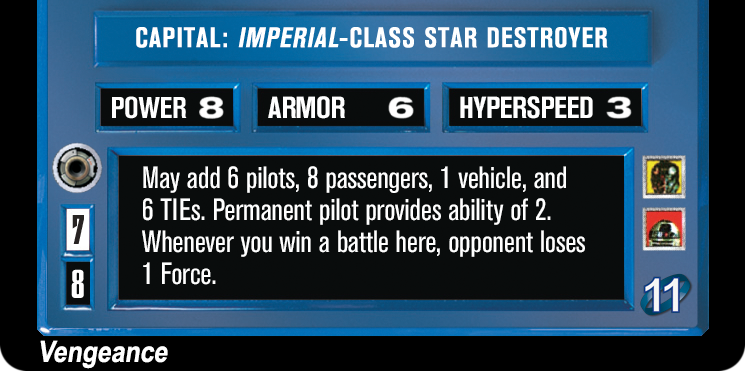 CAPITAL: IMPERIAL-CLASS STAR DESTROYER
POWER 8 ARMOR 6 HYPERSPEED 3
May add 6 pilots, 8 passengers, 1 vehicle, and
6 TIEs. Permanent pilot provides ability of 2.
Whenever you win a battle here, opponent loses
1 Force.
7
8
11
Vengeance